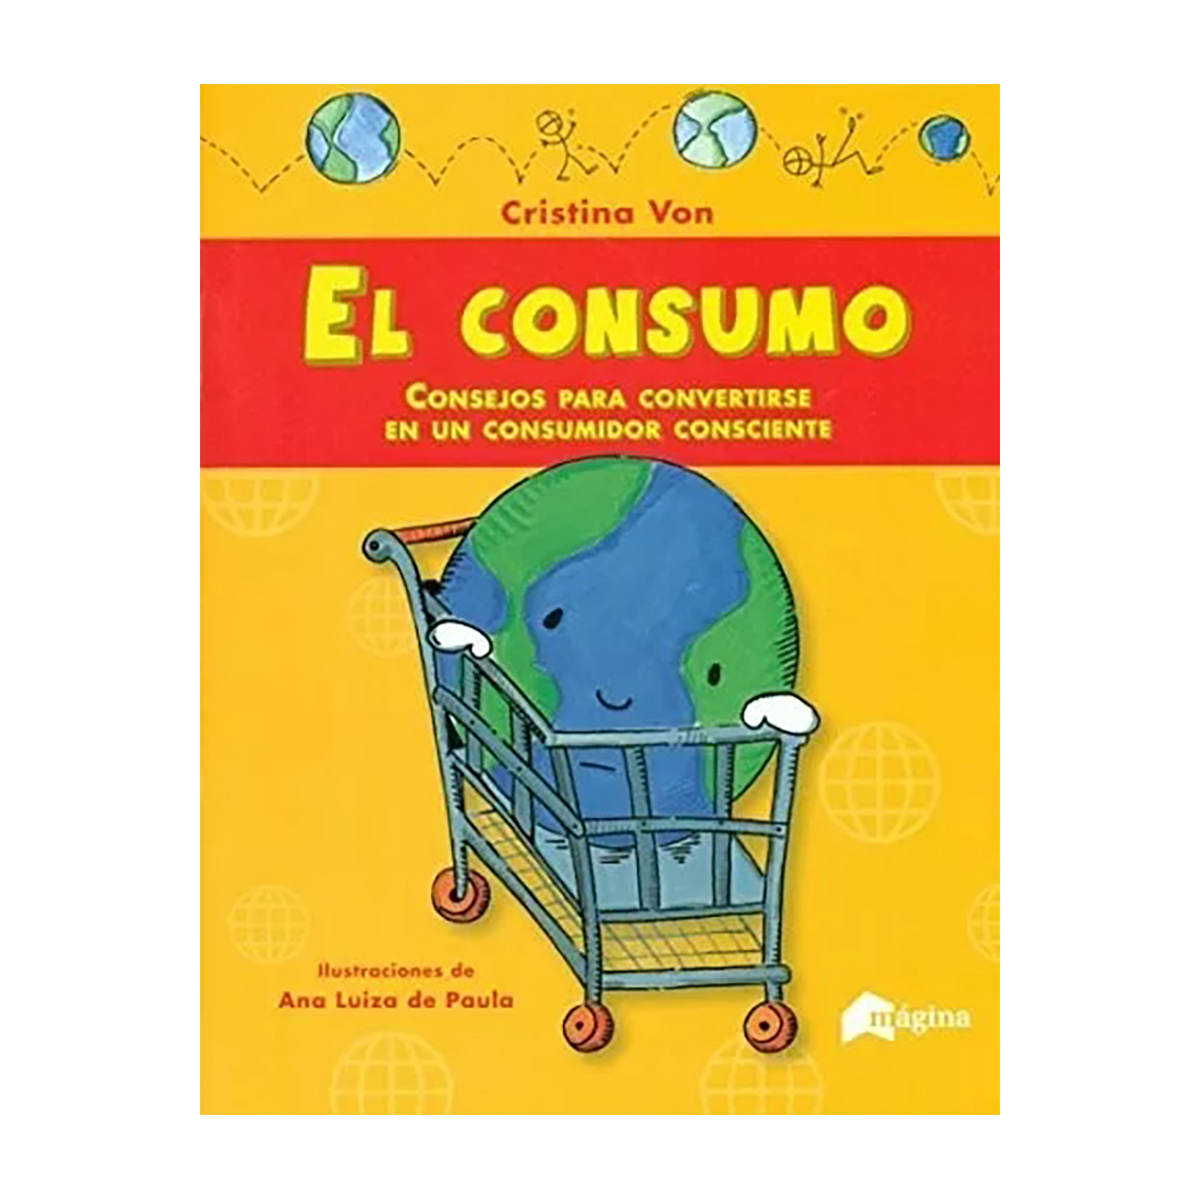 Cristina Von
EL CONSUMO
CONSEJOS PARA CONVERTIRSE
EN UN CONSUMIDOR CONSCIENTE
Ilustraciones de
Ana Luiza de Paula
mágina